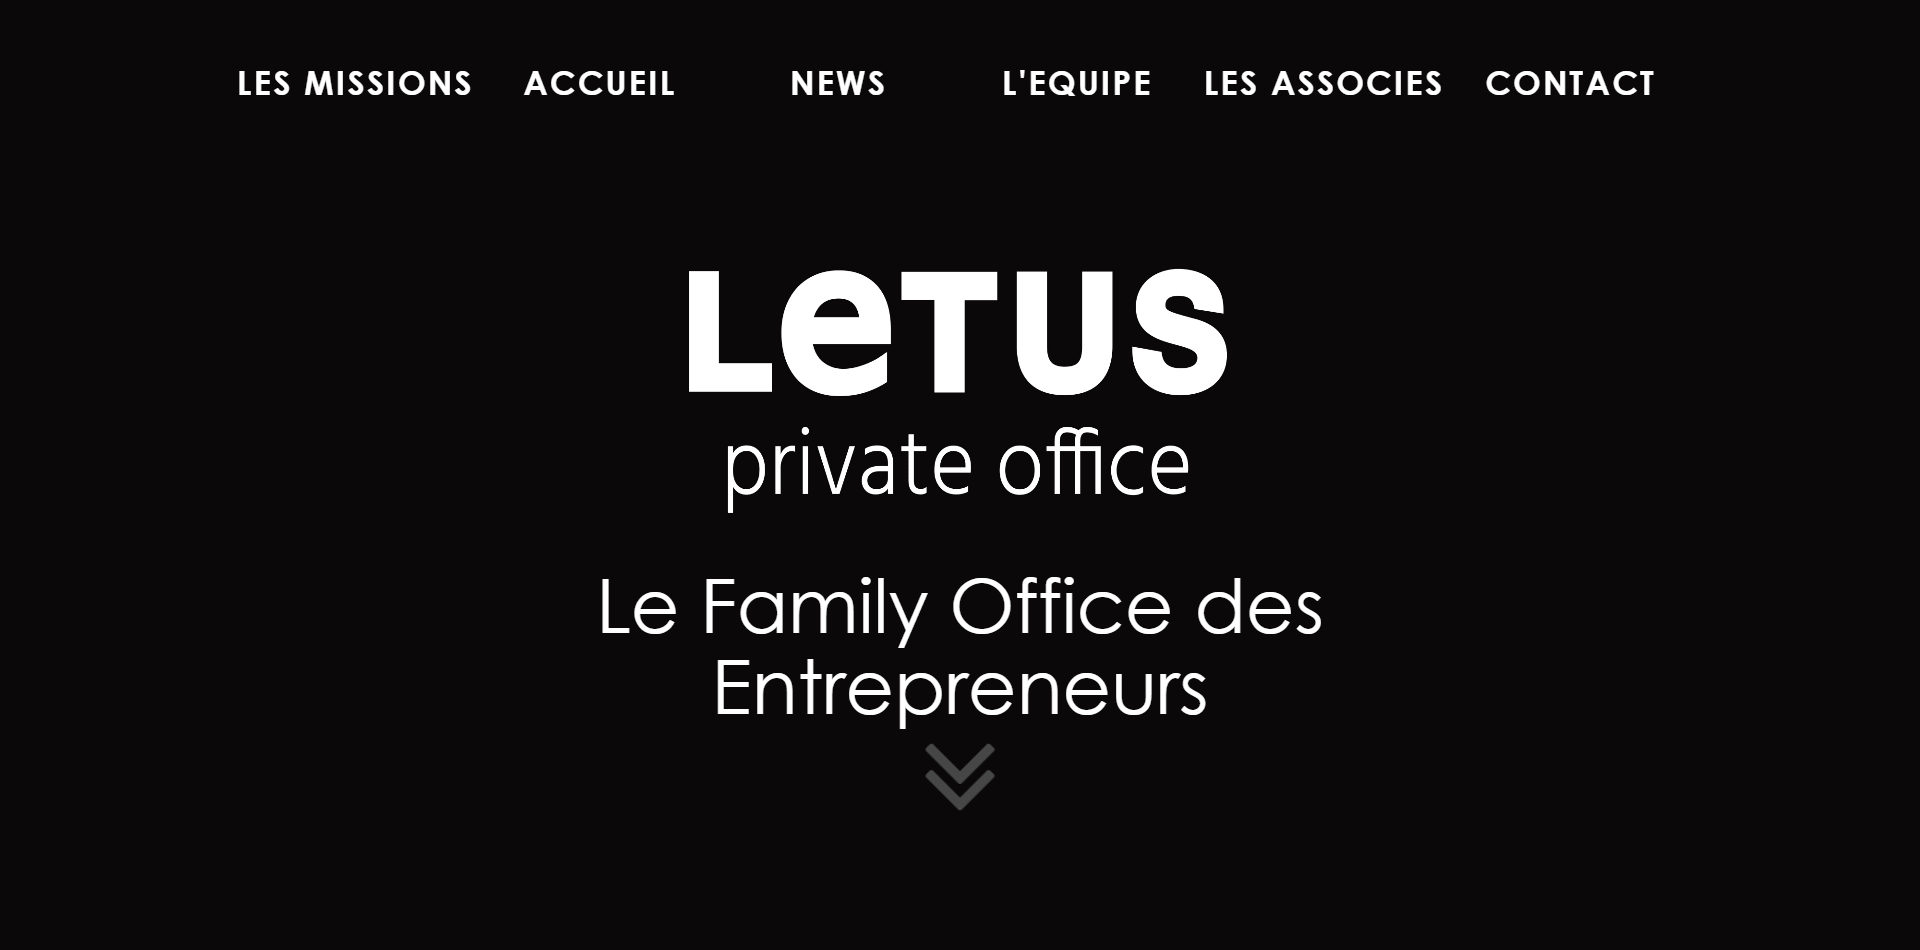 LES MISSIONS ACCUEIL NEWS L'EQUIPE LES ASSOCIES CONTACT
LeTUS
private office
Le Family Office des
Entrepreneurs